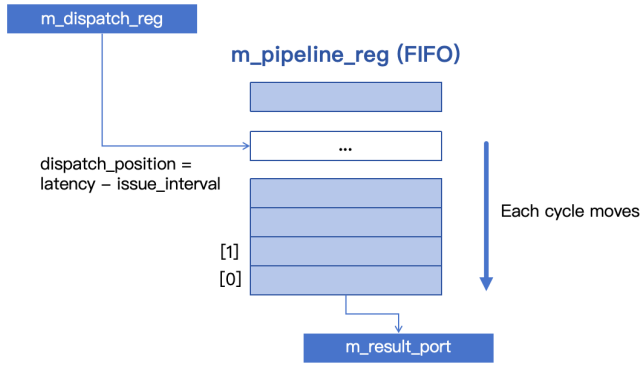 m_dispatch_reg
m_pipeline_reg (FIFO)
...
dispatch_position =
latency – issue_interval
Each cycle moves
[1]
[0]
m_result_port